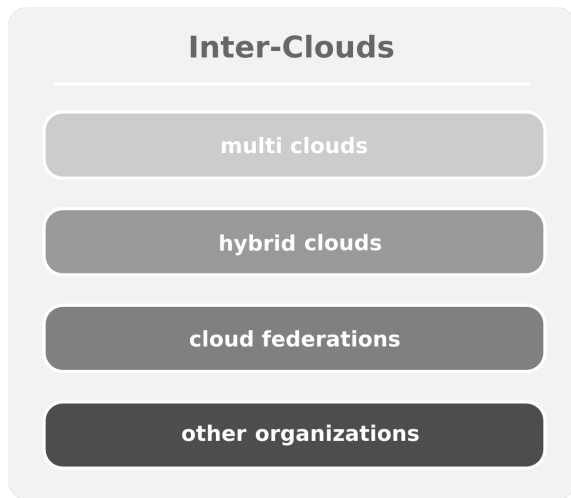 Inter-Clouds
multi clouds
hybrid clouds
cloud federations
other organizations